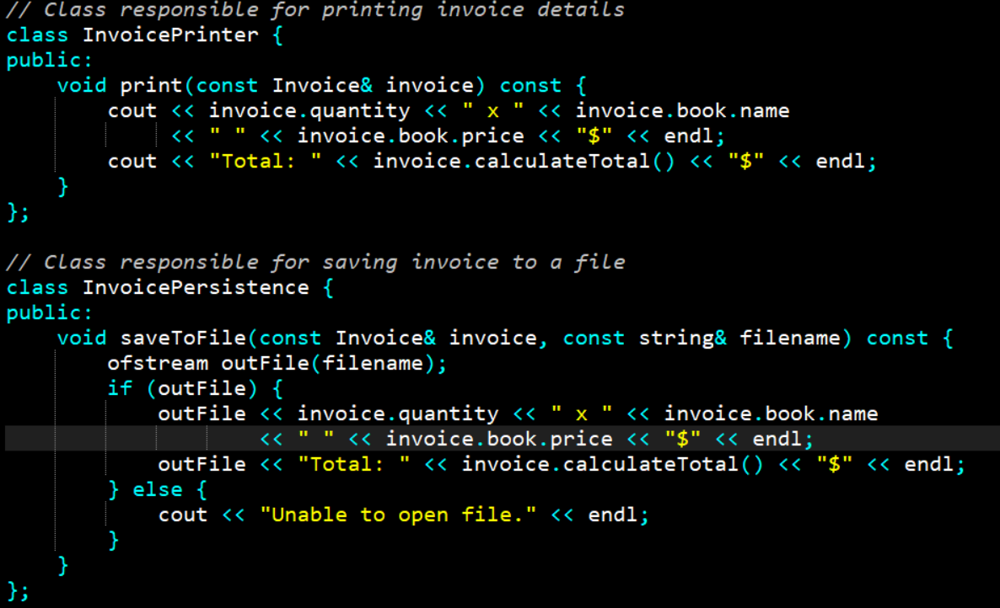 // Class responsible for printing invoice details
class InvoicePrinter {
public:
    void print(const Invoice& invoice) const {
        cout << invoice.quantity << " x " << invoice.book.name
             << " " << invoice.book.price << "$" << endl;
        cout << "Total: " << invoice.calculateTotal() << "$" << endl;
    }
};

// Class responsible for saving invoice to a file
class InvoicePersistence {
public:
    void saveToFile(const Invoice& invoice, const string& filename) const {
        ofstream outFile(filename);
        if (outFile) {
            outFile << invoice.quantity << " x " << invoice.book.name
                    << " " << invoice.book.price << "$" << endl;
            outFile << "Total: " << invoice.calculateTotal() << "$" << endl;
        } else {
            cout << "Unable to open file." << endl;
        }
    }
};